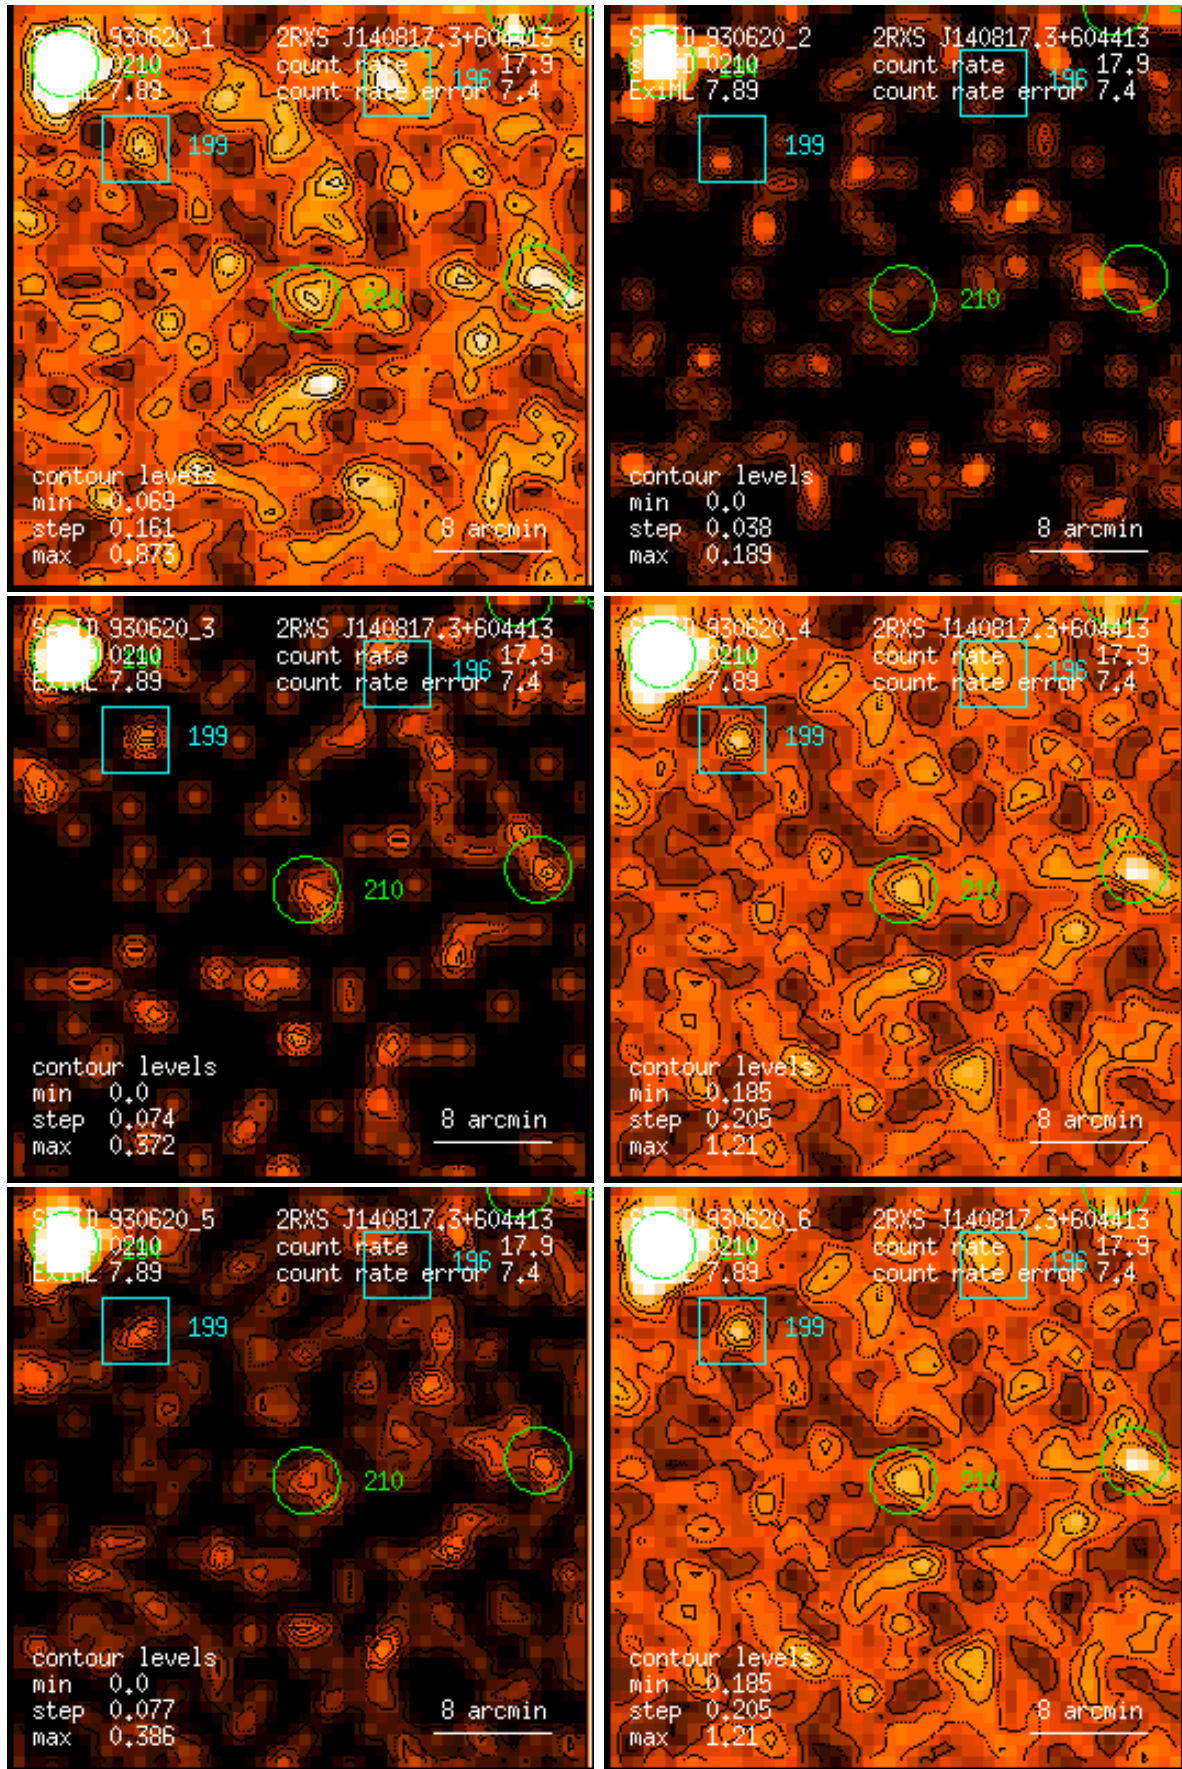 930620_1 2RXS J140817.3+604413
0210 count rate 17.9
ExiML 7.89 count rate error 7.4
196
199
210
contour levels
min 0.069
step 0.161
max 0.873
8 arcmin
930620_2 2RXS J140817.3+604413
0210 count rate 17.9
ExiML 7.89 count rate error 7.4
196
199
210
contour levels
min 0.0
step 0.038
max 0.189
8 arcmin
930620_3 2RXS J140817.3+604413
0210 count rate 17.9
ExiML 7.89 count rate error 7.4
196
199
210
contour levels
min 0.0
step 0.074
max 0.372
8 arcmin
930620_4 2RXS J140817.3+604413
0210 count rate 17.9
7.89 count rate error 7.4
196
199
210
contour levels
min 0.185
step 0.205
max 1.21
8 arcmin
930620_5 2RXS J140817.3+604413
0210 count rate 17.9
ExiML 7.89 count rate error 7.4
196
199
210
contour levels
min 0.0
step 0.077
max 0.386
8 arcmin
930620_6 2RXS J140817.3+604413
0210 count rate 17.9
7.89 count rate error 7.4
196
199
210
contour levels
min 0.185
step 0.205
max 1.21
8 arcmin